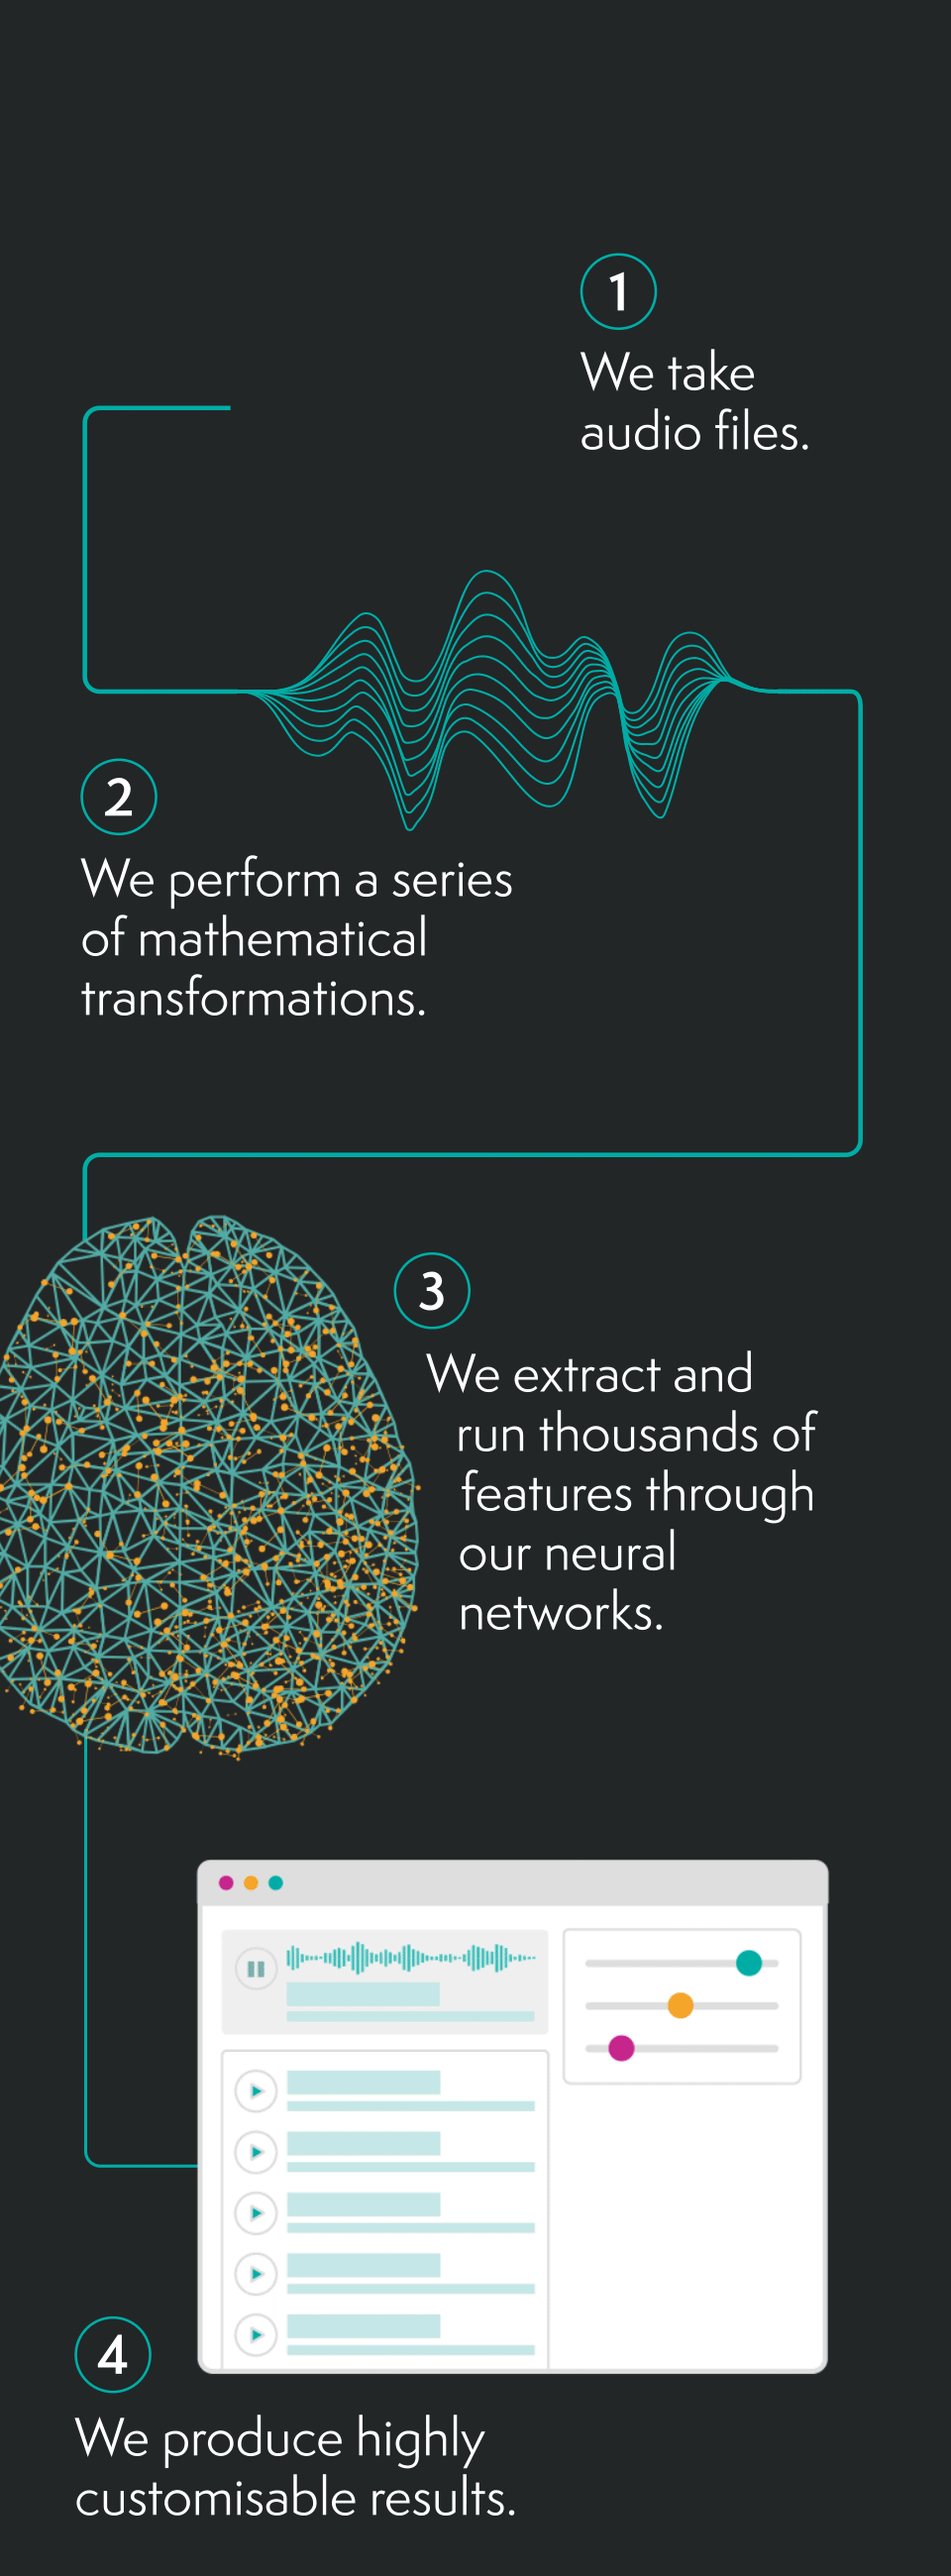 1
We take
audio files.
2
We perform a series
of mathematical
transformations.
3
We extract and
run thousands of
features through
our neural
networks.
4
We produce highly
customisable results.